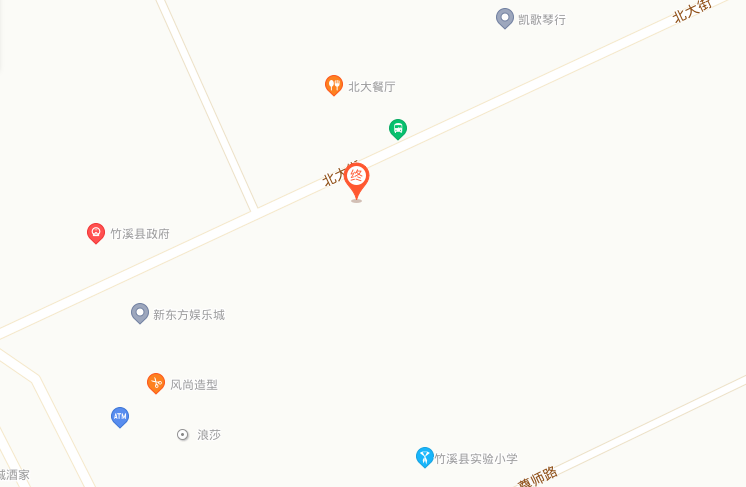 北大街
凯歌琴行
北大餐厅
北大街
终
竹溪县政府
新东方娱乐城
风尚造型
ATM
浪莎
竹溪县实验小学
酒家
尊师路